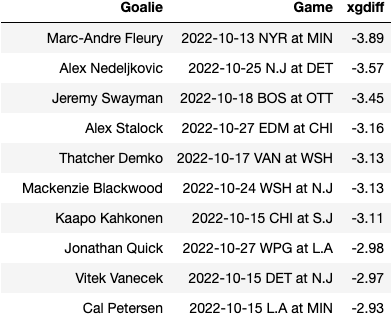 Goalie Game xgdiff
Marc-Andre Fleury 2022-10-13 NYR at MIN -3.89
Alex Nedeljkovic 2022-10-25 N.J at DET -3.57
Jeremy Swayman 2022-10-18 BOS at OTT -3.45
Alex Stalock 2022-10-27 EDM at CHI -3.16
Thatcher Demko 2022-10-17 VAN at WSH -3.13
Mackenzie Blackwood 2022-10-24 WSH at N.J -3.13
Kaapo Kahkonen 2022-10-15 CHI at S.J -3.11
Jonathan Quick 2022-10-27 WPG at L.A -2.98
Vitek Vanecek 2022-10-15 DET at N.J -2.97
Cal Petersen 2022-10-15 L.A at MIN -2.93